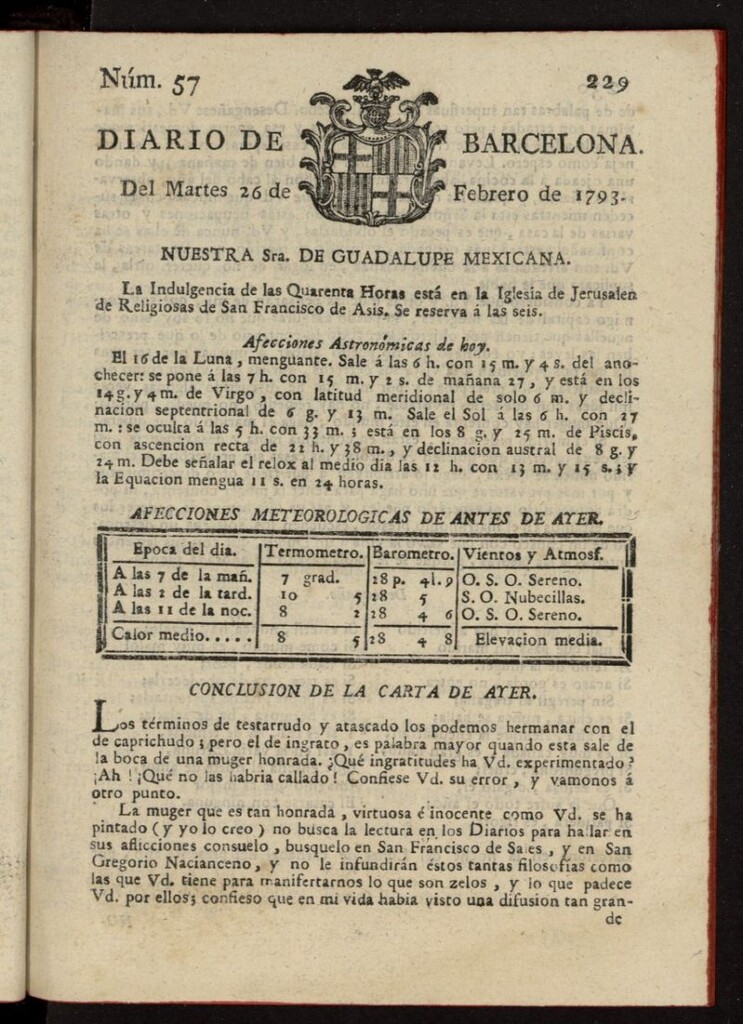 Núm. 57
229
DIARIO DE BARCELONA.
Del Martes 26 de Febrero de 1793.
NUESTRA Sra. DE GUADALUPE MEXICANA.
La Indulgencia de las Quarenta Horas está en la Iglesia de Jerusalen
de Religiosas de San Francisco de Asis. Se reserva á las seis.
Afecciones Astronómicas de hoy.
El 16 de la Luna, menguante. Sale á las 6 h. con 15 m. y 4 s. del ano-
checer: se pone á las 7 h. con 15 m. y 2 s. de mañana 27, y está en los
14 g. y 4 m. de Virgo, con latitud meridional de solo 6 m. y decli-
nacion septentrional de 6 g. y 13 m. Sale el Sol á las 6 h. con 27
m.: se oculta á las 5 h. con 33 m.; está en los 8 g. y 25 m. de Piscis,
con ascencion recta de 22 h. y 38 m., y declinacion austral de 8 g. y
24 m. Debe señalar el relox al medio dia las 12 h. con 13 m. y 15 s.; y
la Equacion mengua 11 s. en 24 horas.
AFECCIONES METEOROLOGICAS DE ANTES DE AYER.
Epoca del dia. Termometro. Barometro. Vientos y Atmosf.
A las 7 de la mañ. 7 grad. 28 p. 4 l. 9 O. S. O. Sereno.
A las 2 de la tard. 10 5 28 5 S. O. Nubecillas.
A las 11 de la noc. 8 2 28 4 6 O. S. O. Sereno.
Calor medio..... 8 5 28 4 8 Elevacion media.
CONCLUSION DE LA CARTA DE AYER.
Los términos de testarrudo y atascado los podemos hermanar con el
de caprichudo; pero el de ingrato, es palabra mayor quando esta sale de
la boca de una muger honrada. ¿Qué ingratitudes ha Vd. experimentado?
¡Ah! ¡Qué no las habria callado! Confiese Vd. su error, y vamonos á
otro punto.
La muger que es tan honrada, virtuosa é inocente como Vd. se ha
pintado (y yo lo creo) no busca la lectura en los Diarios para hallar en
sus aflicciones consuelo, busquelo en San Francisco de Sales, y en San
Gregorio Nacianceno, y no le infundirán éstos tantas filosofías como
las que Vd. tiene para manifertarnos lo que son zelos, y lo que padece
Vd. por ellos; confieso que en mi vida habia visto una difusion tan gran-
de